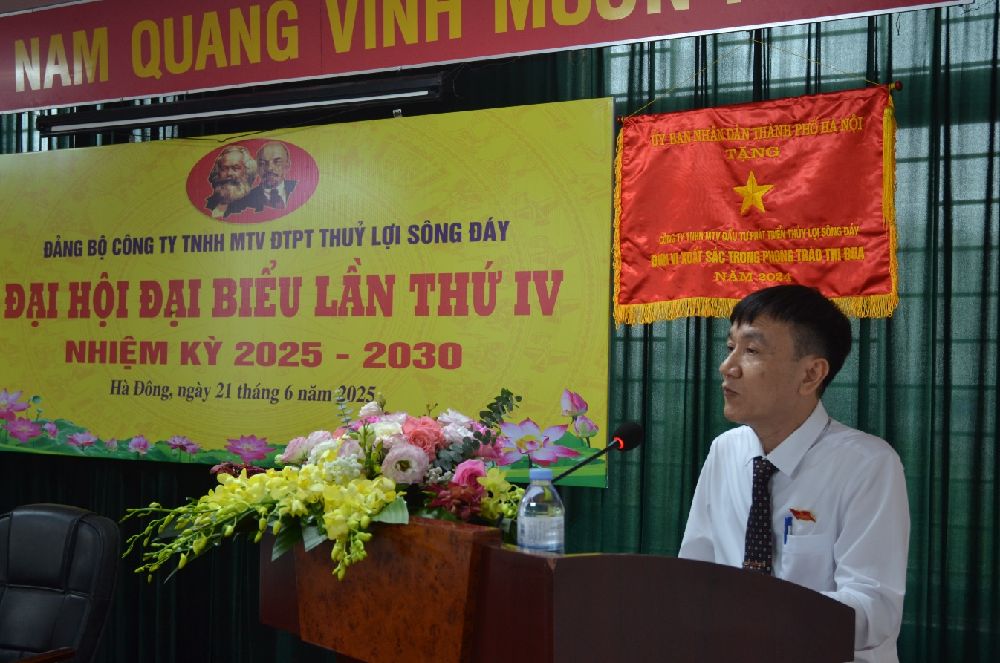 NAM QUANG VINH MUÔN
ĐẢNG BỘ CÔNG TY TNHH MTV ĐTPT THUỶ LỢI SÔNG ĐÁY
ĐẠI HỘI ĐẠI BIỂU LẦN THỨ IV
NHIỆM KỲ 2025 - 2030
Hà Đông, ngày 21 tháng 6 năm 2025
ỦY BAN NHÂN DÂN THÀNH PHỐ HÀ NỘI
TẶNG
CÔNG TY TNHH MTV ĐẦU TƯ PHÁT TRIỂN THỦY LỢI SÔNG ĐÁY
ĐƠN VỊ XUẤT SẮC TRONG PHONG TRÀO THI ĐUA
NĂM 2024